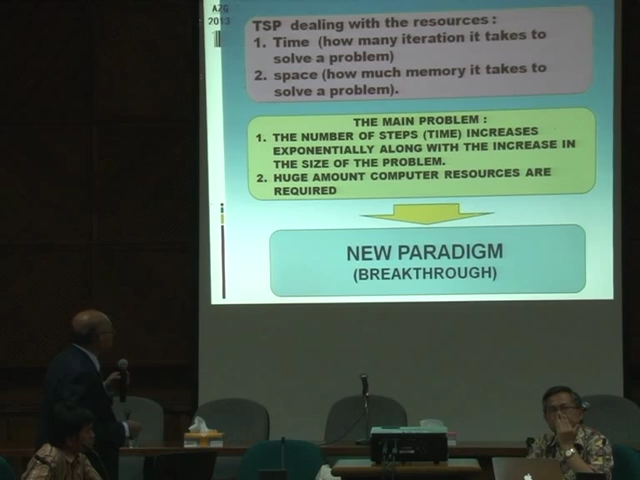 AZG
2013
TSP dealing with the resources :
1. Time (how many iteration it takes to
solve a problem)
2. space (how much memory it takes to
solve a problem).
THE MAIN PROBLEM :
1. THE NUMBER OF STEPS (TIME) INCREASES
EXPONENTIALLY ALONG WITH THE INCREASE IN
THE SIZE OF THE PROBLEM.
2. HUGE AMOUNT COMPUTER RESOURCES ARE
REQUIRED
NEW PARADIGM
(BREAKTHROUGH)